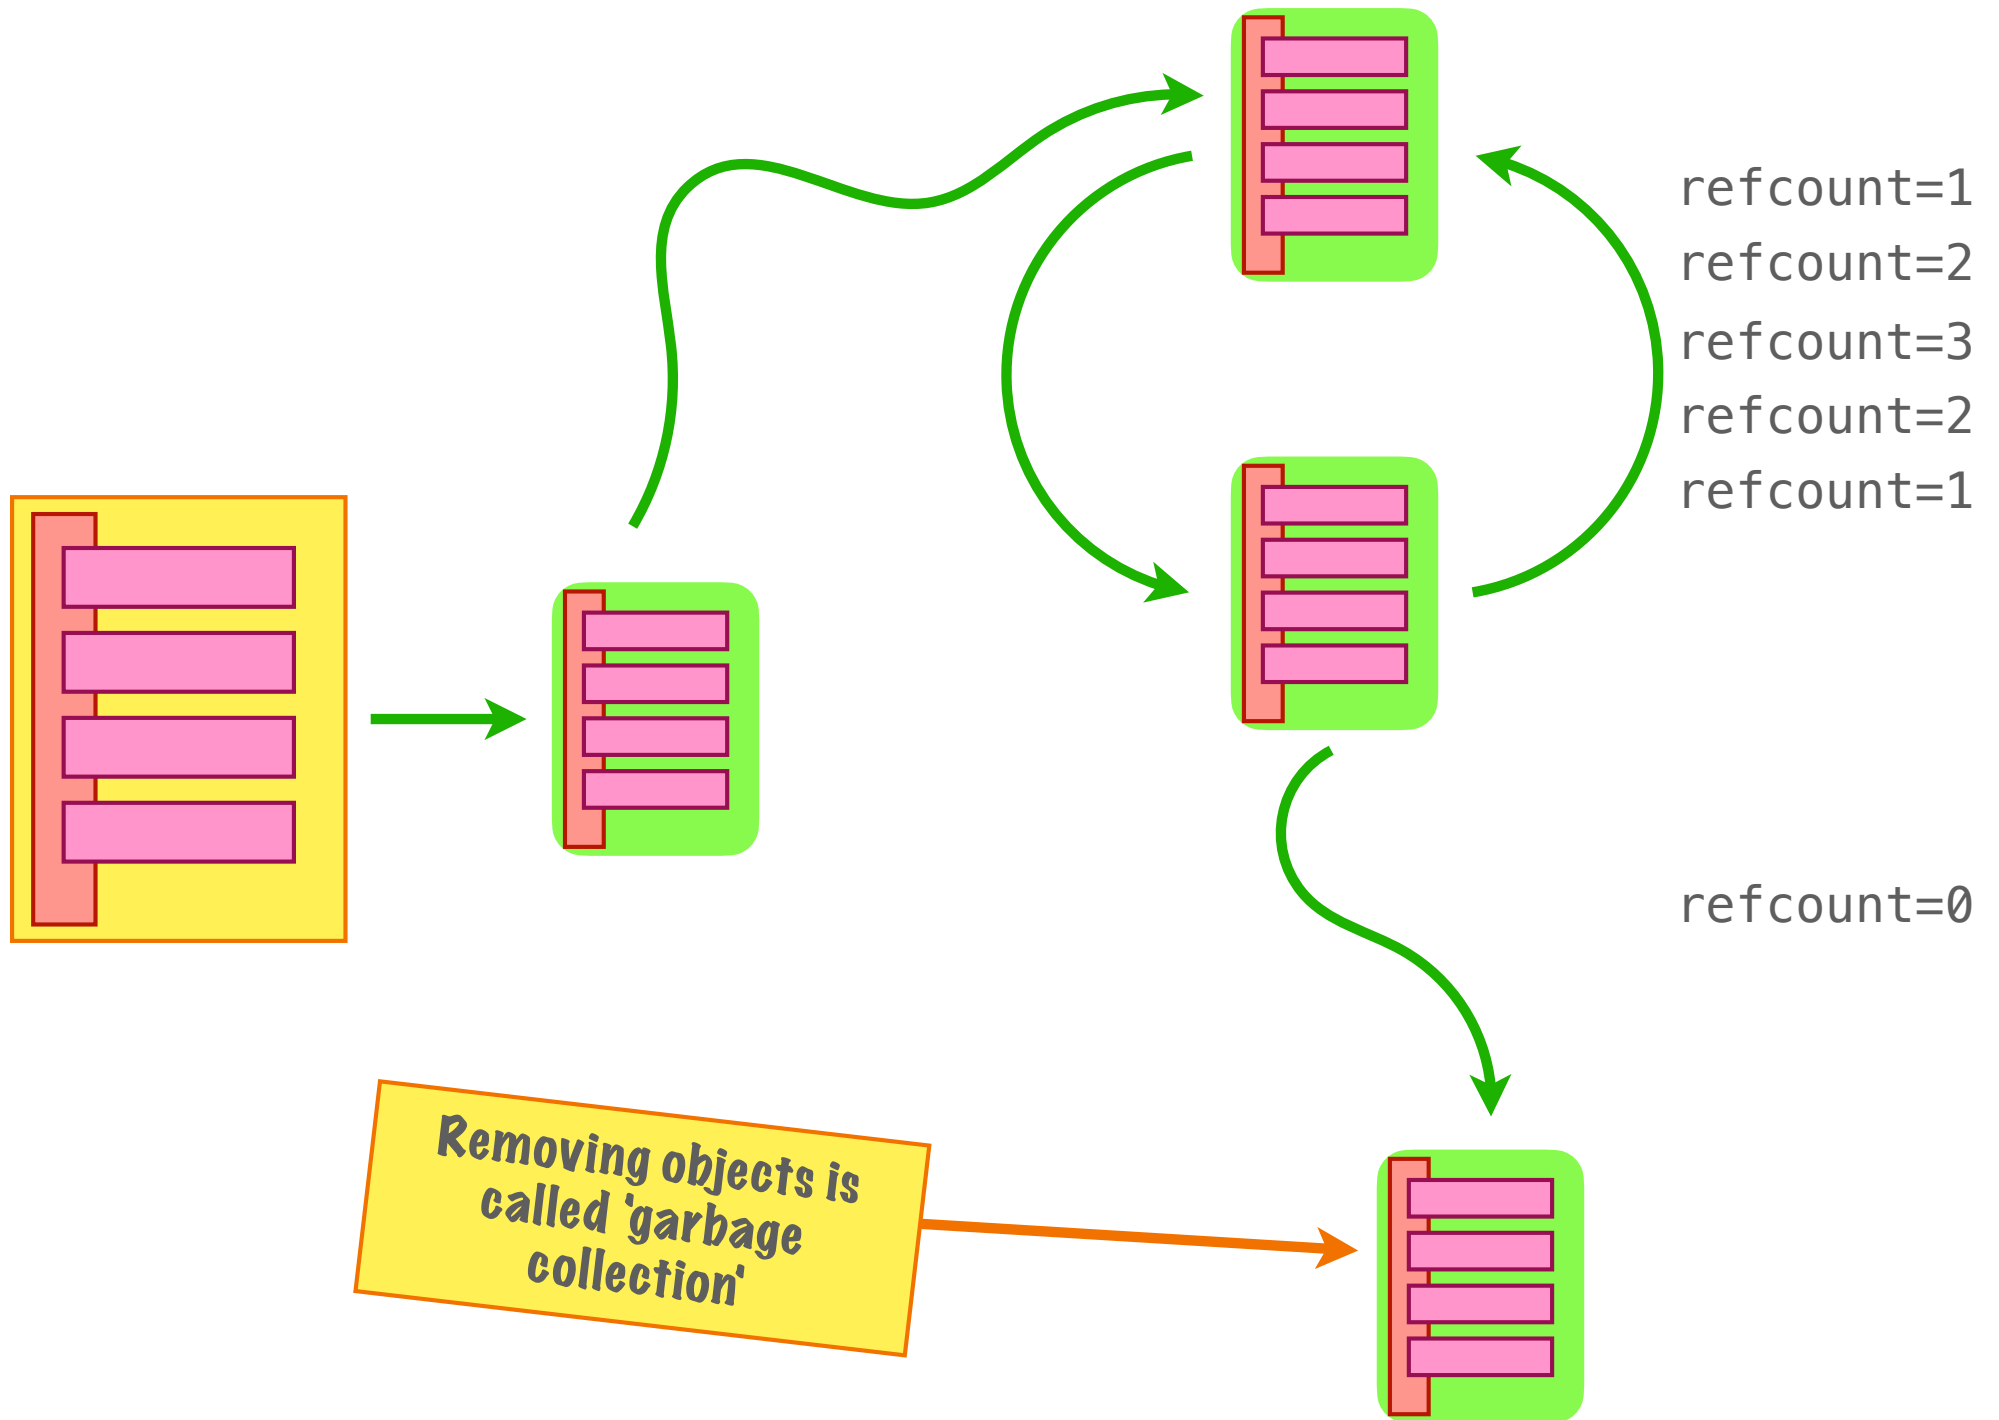 refcount=1
refcount=2
refcount=3
refcount=2
refcount=1
refcount=0
Removing objects is
called 'garbage
collection'